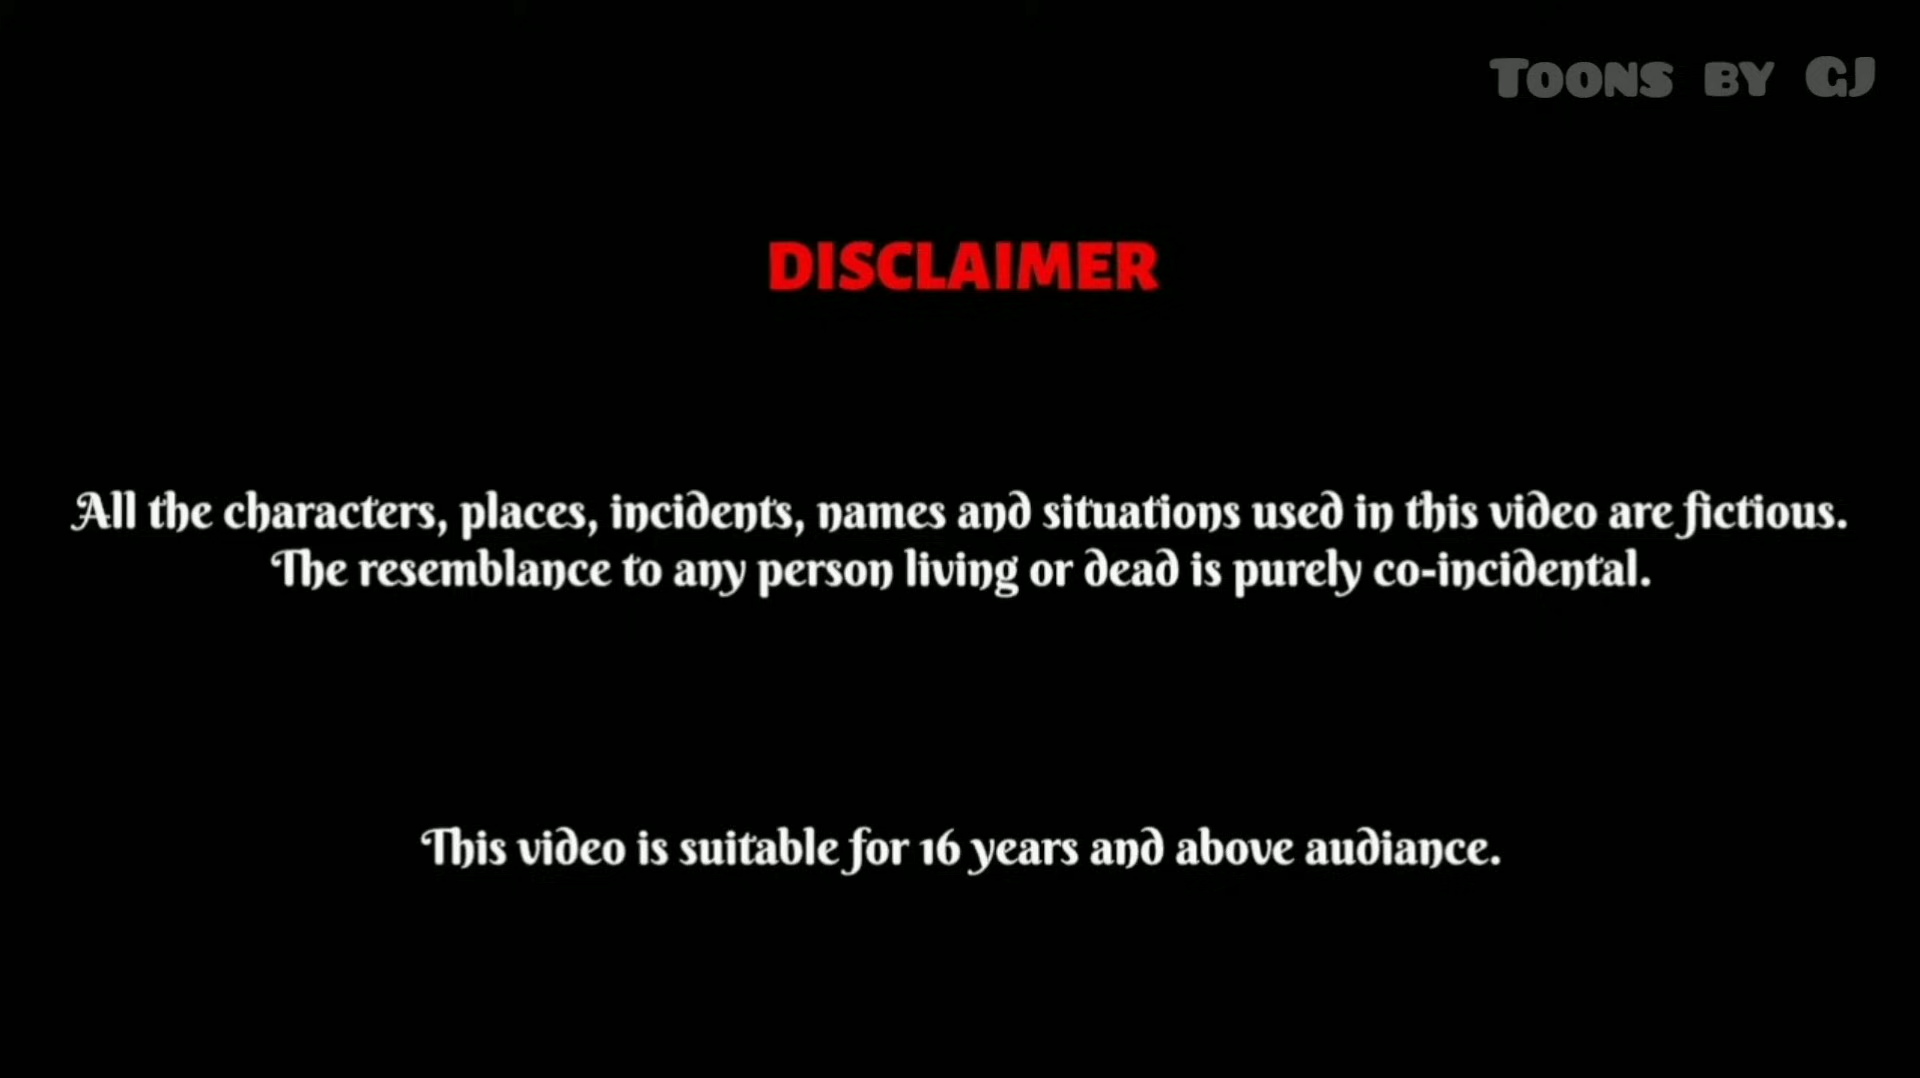 Toons by GJ
DISCLAIMER
All the characters, places, incidents, names and situations used in this video are fictious.
The resemblance to any person living or dead is purely co-incidental.
This video is suitable for 16 years and above audiance.